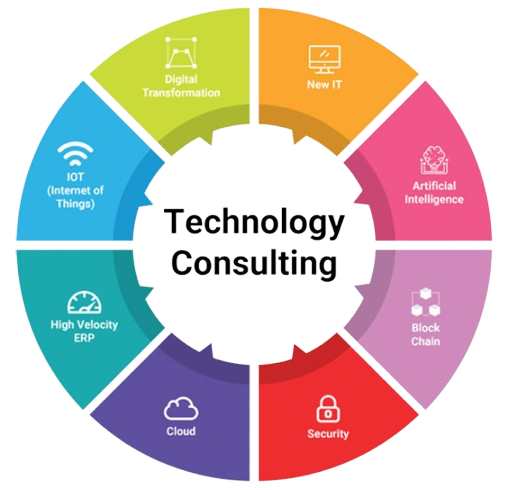 Technology
Consulting
New IT
Artificial
Intelligence
Block
Chain
Security
Cloud
High Velocity
ERP
IOT
(Internet of
Things)
Digital
Transformation